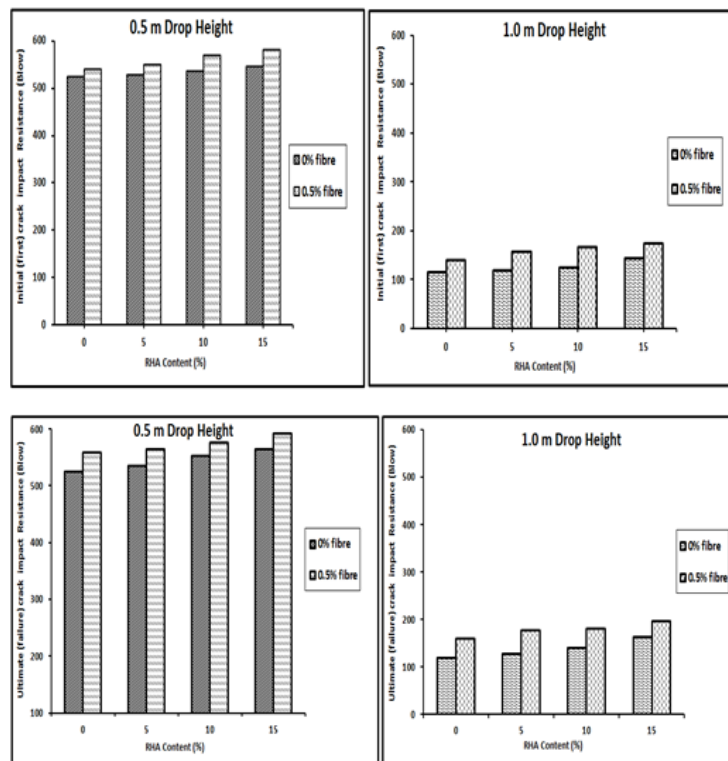 0.5 m Drop Height
Initial (first) crack impact Resistance (Blow)
600
500
400
300
200
100
0
0 5 10 15
RHA Content (%)
0% fibre
0.5% fibre
1.0 m Drop Height
Initial (first) crack impact Resistance (Blow)
600
500
400
300
200
100
0
0 5 10 15
RHA Content (%)
0% fibre
0.5% fibre
0.5 m Drop Height
Ultimate (failure) crack impact Resistance (Blow)
600
500
400
300
200
100
0 5 10 15
RHA Content (%)
0% fibre
0.5% fibre
1.0 m Drop Height
Ultimate (failure) crack impact Resistance (Blow)
600
500
400
300
200
100
0
0 5 10 15
RHA Content (%)
0% fibre
0.5% fibre